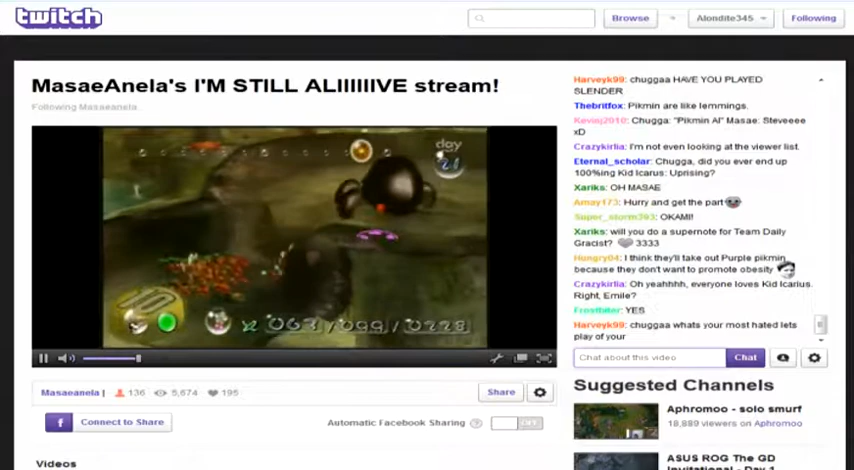 twitch
Browse
Alondite345
Following
MasaeAnela's I'M STILL ALIIIIIIVE stream!
Following Masaeanela
day
21
x2 063/099/0228
Masaeanela | 136 5,674 195
Share
Connect to Share
Automatic Facebook Sharing
OFF
Videos
Harveyk99: chuggaa HAVE YOU PLAYED
SLENDER
Thebritfox: Pikmin are like lemmings.
Kevinj2010: Chugga: "Pikmin AI" Masae: Steveeee
xD
Crazykirlia: I'm not even looking at the viewer list.
Eternal_scholar: Chugga, did you ever end up
100%ing Kid Icarus: Uprising?
Xariks: OH MASAE
Amay173: Hurry and get the part
Super_storm393: OKAMI!
Xariks: will you do a supernote for Team Daily
Gracist? 3333
Hungry04: I think they'll take out Purple pikmin
because they don't want to promote obesity
Crazykirlia: Oh yeahhhh, everyone loves Kid Icarius.
Right, Emile?
Frostbiter: YES
Harveyk99: chuggaa whats your most hated lets
play of your
Chat about this video
Chat
Suggested Channels
Aphromoo - solo smurf
18,889 viewers on Aphromoo
ASUS ROG The GD
Invitational - Day 1